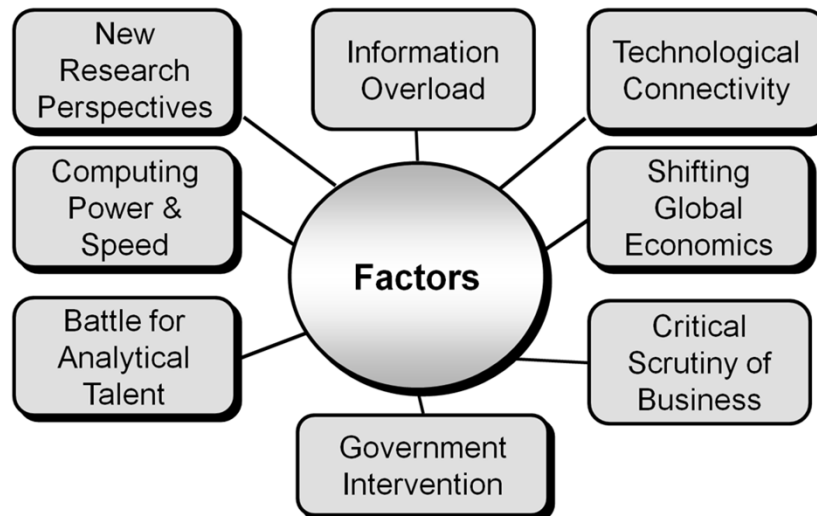 New
Research
Perspectives
Information
Overload
Technological
Connectivity
Computing
Power &
Speed
Factors
Shifting
Global
Economics
Battle for
Analytical
Talent
Critical
Scrutiny of
Business
Government
Intervention